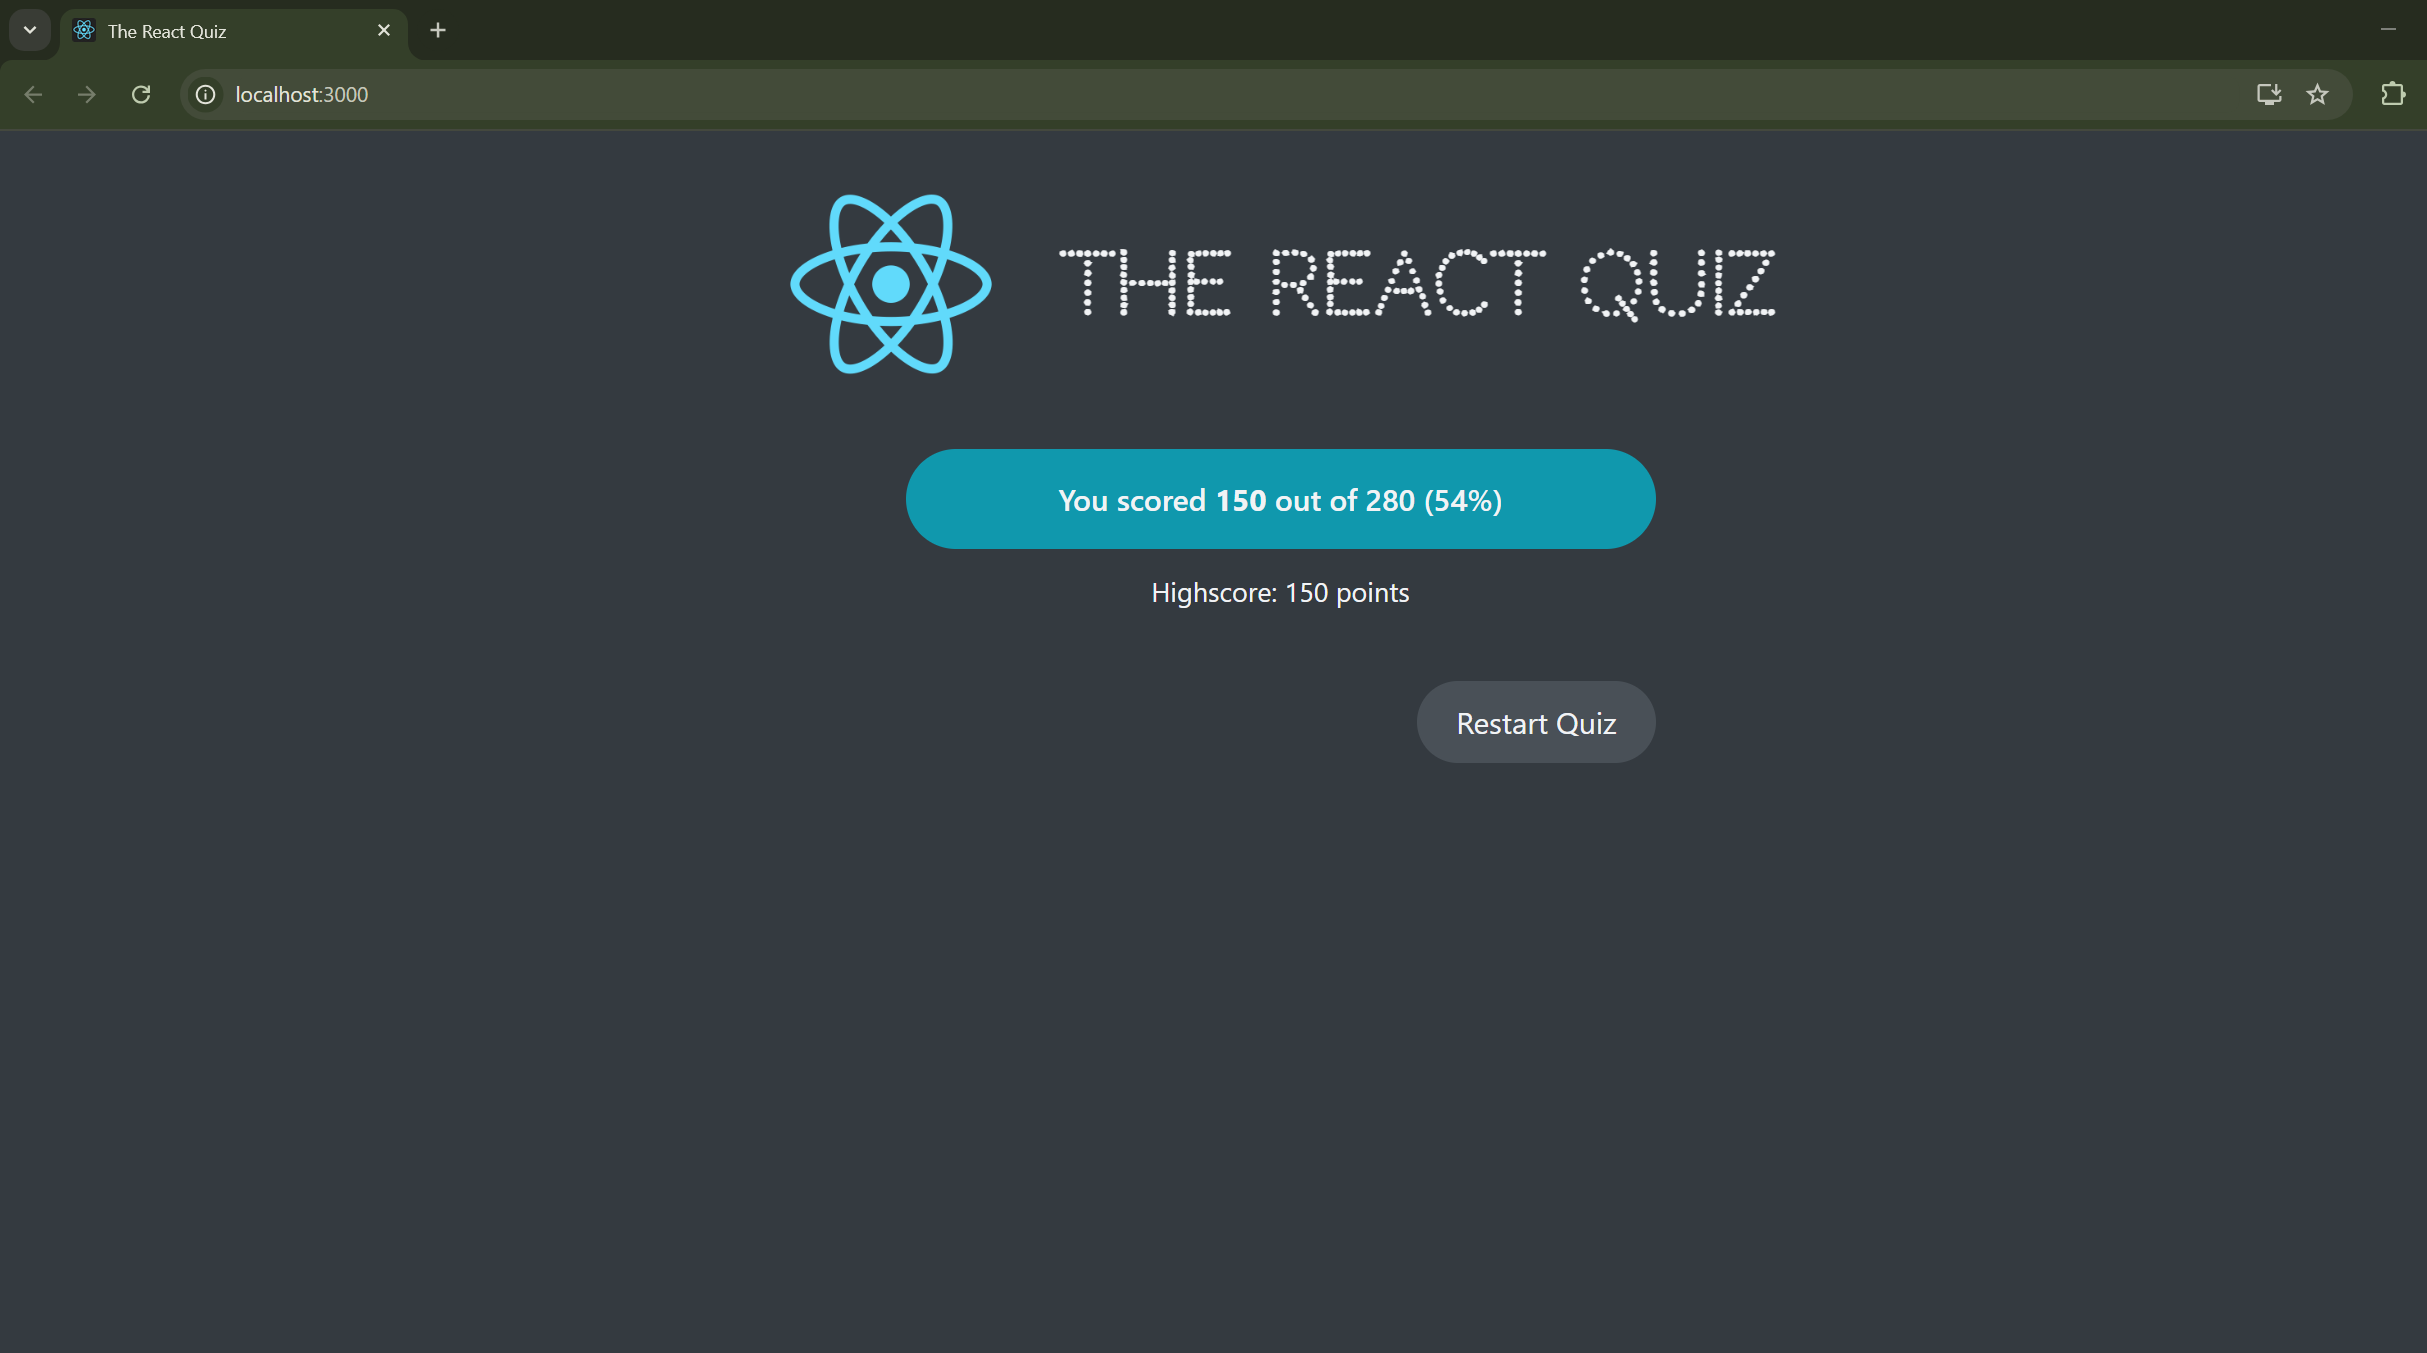 The React Quiz
localhost:3000
THE REACT QUIZ
You scored 150 out of 280 (54%)
Highscore: 150 points
Restart Quiz